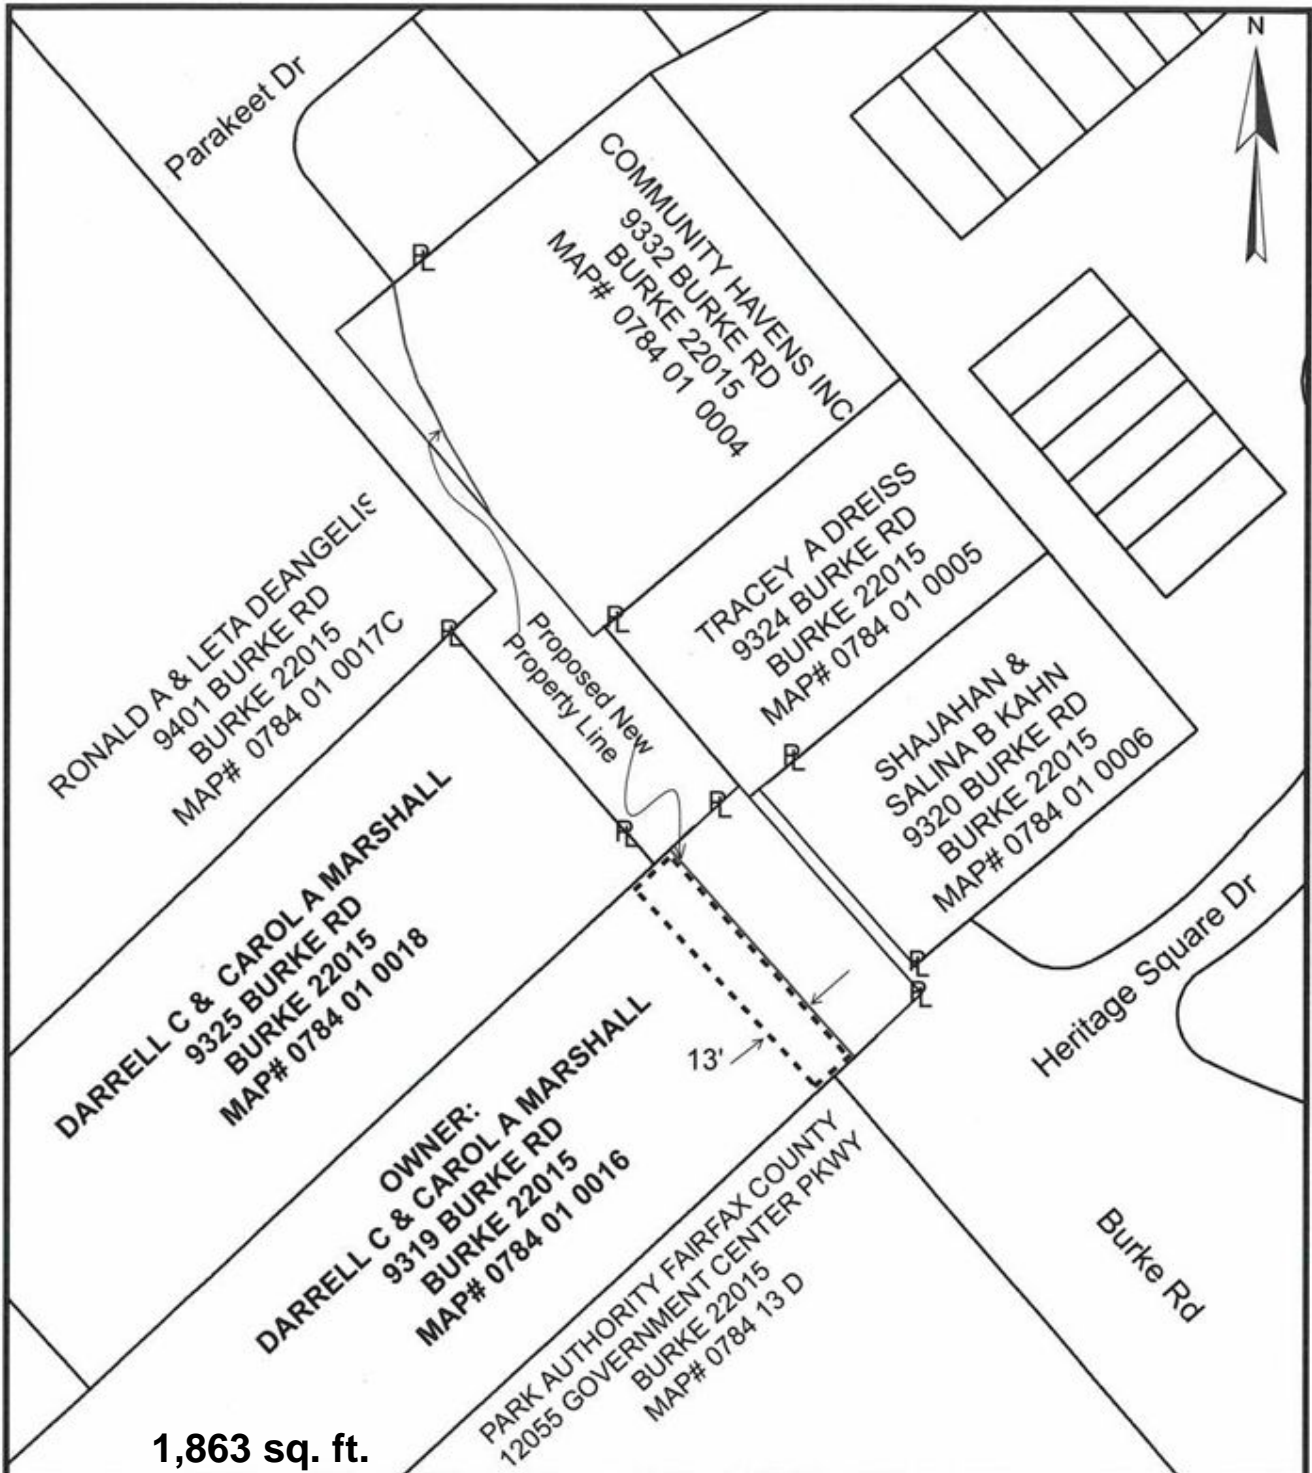 N
Parakeet Dr
COMMUNITY HAVENS INC
9332 BURKE RD
BURKE 22015
MAP# 0784 01 0004
PL
TRACEY A DREISS
9324 BURKE RD
BURKE 22015
MAP# 0784 01 0005
RONALD A & LETA DEANGELIS
9401 BURKE RD
BURKE 22015
MAP# 0784 01 0017C
PL
PL
Proposed New
Property Line
SHAJAHAN &
SALINA B KAHN
9320 BURKE RD
BURKE 22015
MAP# 0784 01 0006
PL
PL
PL
DARRELL C & CAROL A MARSHALL
9325 BURKE RD
BURKE 22015
MAP# 0784 01 0018
PL
PL
Heritage Square Dr
13'
OWNER:
DARRELL C & CAROL A MARSHALL
9319 BURKE RD
BURKE 22015
MAP# 0784 01 0016
PARK AUTHORITY FAIRFAX COUNTY
12055 GOVERNMENT CENTER PKWY
BURKE 22015
MAP# 0784 13 D
Burke Rd
1,863 sq. ft.